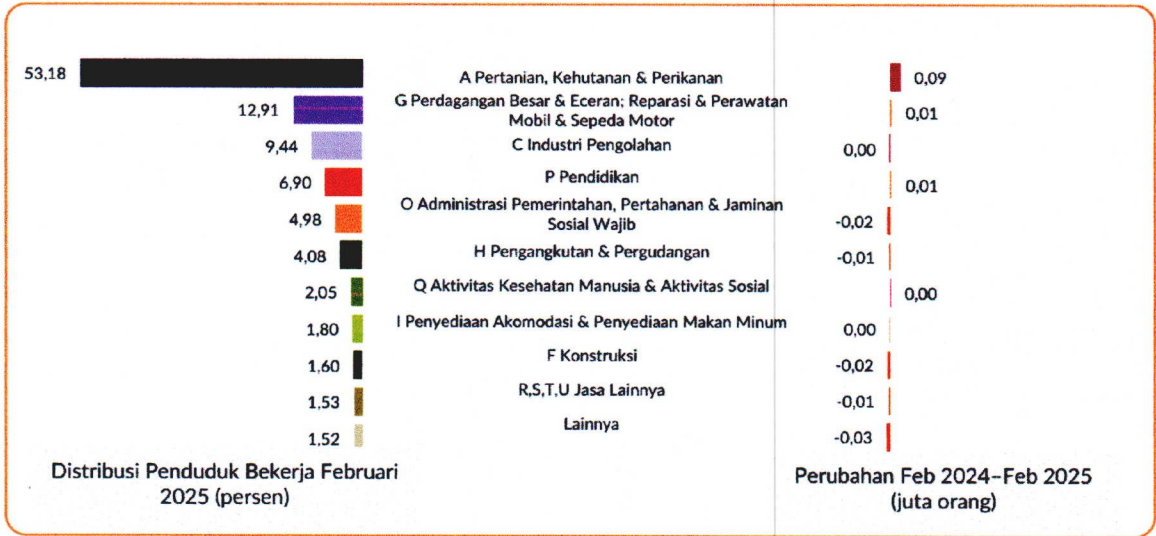 53,18 A Pertanian, Kehutanan & Perikanan 0,09
12,91 G Perdagangan Besar & Eceran; Reparasi & Perawatan 0,01
Mobil & Sepeda Motor
9,44 C Industri Pengolahan 0,00
6,90 P Pendidikan 0,01
4,98 O Administrasi Pemerintahan, Pertahanan & Jaminan -0,02
Sosial Wajib
4,08 H Pengangkutan & Pergudangan -0,01
2,05 Q Aktivitas Kesehatan Manusia & Aktivitas Sosial 0,00
1,80 I Penyediaan Akomodasi & Penyediaan Makan Minum 0,00
1,60 F Konstruksi -0,02
1,53 R,S,T,U Jasa Lainnya -0,01
1,52 Lainnya -0,03
Distribusi Penduduk Bekerja Februari
2025 (persen)
Perubahan Feb 2024–Feb 2025
(juta orang)